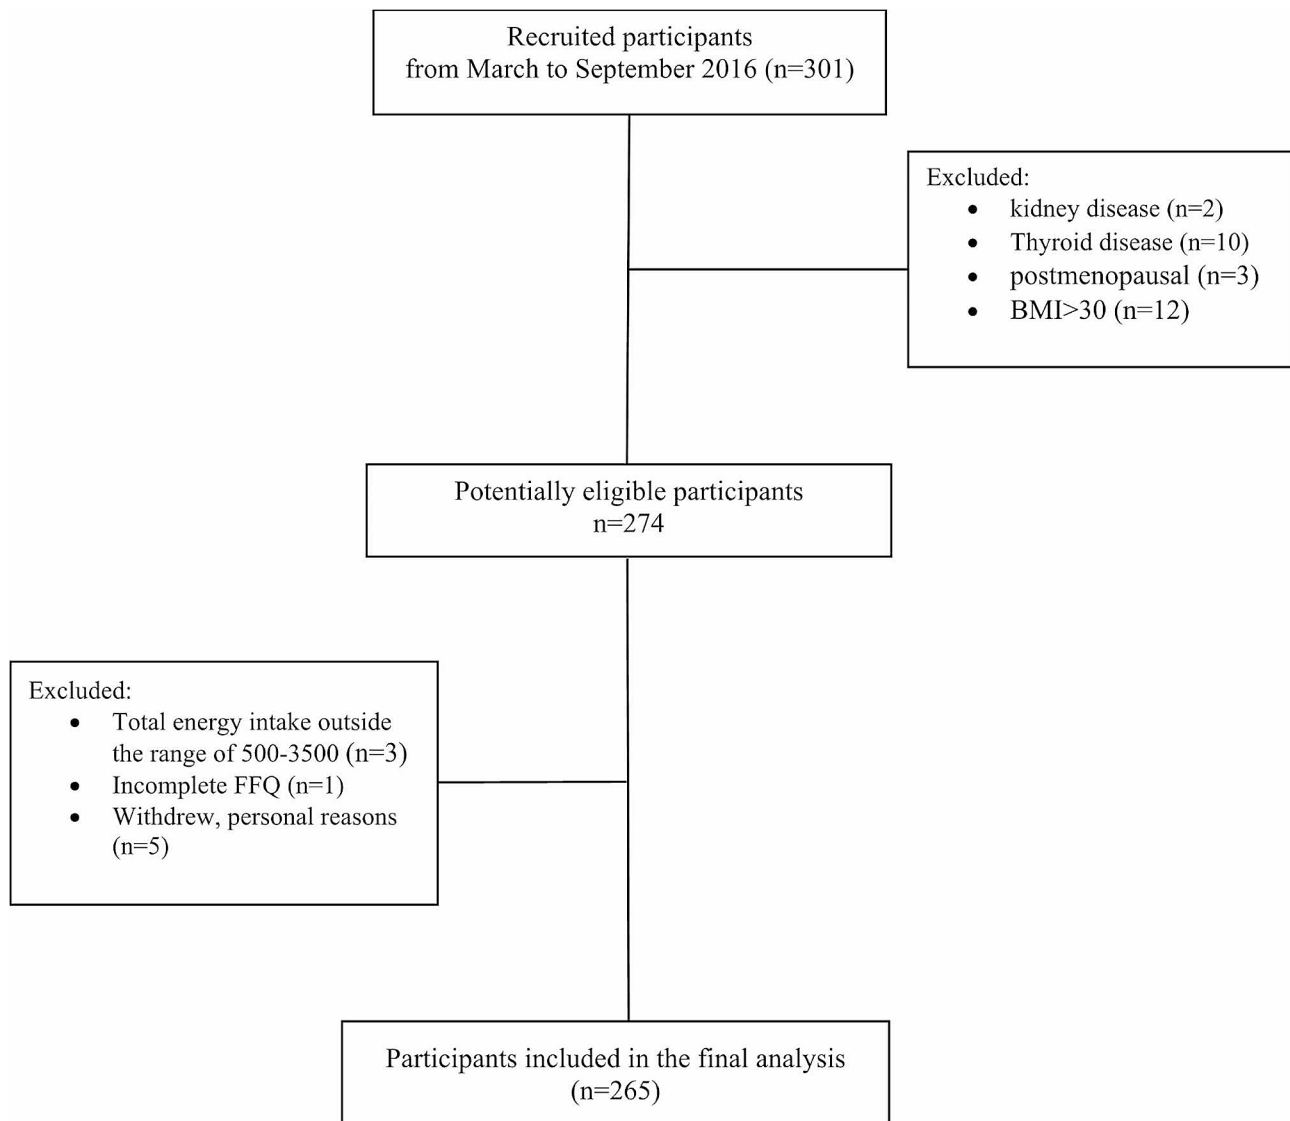 Recruited participants
from March to September 2016 (n=301)
Excluded:
• kidney disease (n=2)
• Thyroid disease (n=10)
• postmenopausal (n=3)
• BMI>30 (n=12)
Potentially eligible participants
n=274
Excluded:
• Total energy intake outside
the range of 500-3500 (n=3)
• Incomplete FFQ (n=1)
• Withdrew, personal reasons
(n=5)
Participants included in the final analysis
(n=265)